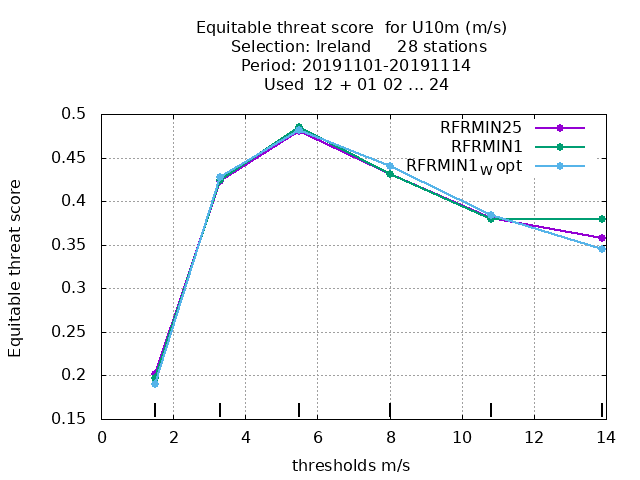 Equitable threat score  for U10m (m/s)
Selection: Ireland     28 stations
Period: 20191101-20191114
Used  12 + 01 02 ... 24
RFRMIN25
RFRMIN1
RFRMIN1W opt
Equitable threat score
0.5
0.45
0.4
0.35
0.3
0.25
0.2
0.15
0 2 4 6 8 10 12 14
thresholds m/s